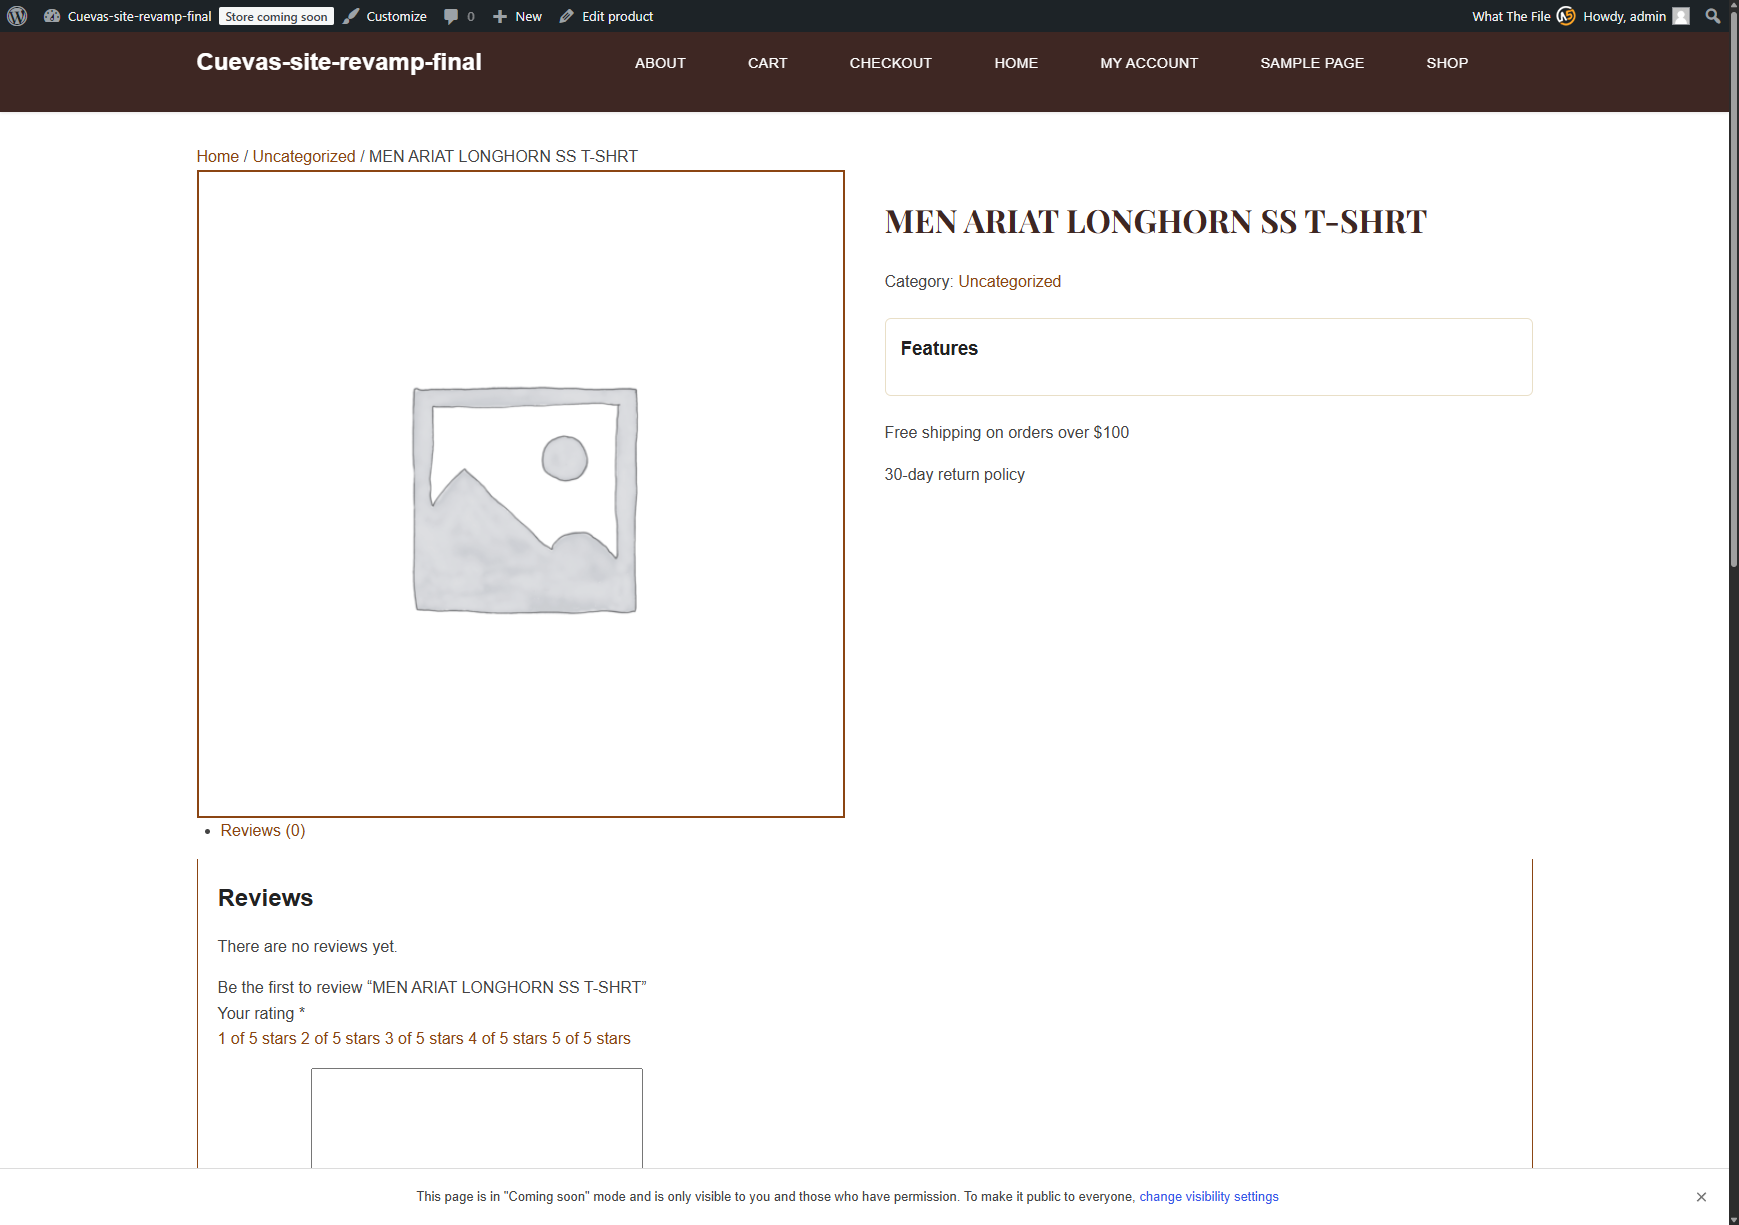 Cuevas-site-revamp-final Store coming soon Customize 0 New Edit product What The File Howdy, admin
Cuevas-site-revamp-final ABOUT CART CHECKOUT HOME MY ACCOUNT SAMPLE PAGE SHOP
Home / Uncategorized / MEN ARIAT LONGHORN SS T-SHRT
MEN ARIAT LONGHORN SS T-SHRT
Category: Uncategorized
Features
Free shipping on orders over $100
30-day return policy
Reviews (0)
Reviews
There are no reviews yet.
Be the first to review “MEN ARIAT LONGHORN SS T-SHRT”
Your rating *
1 of 5 stars 2 of 5 stars 3 of 5 stars 4 of 5 stars 5 of 5 stars
This page is in "Coming soon" mode and is only visible to you and those who have permission. To make it public to everyone, change visibility settings